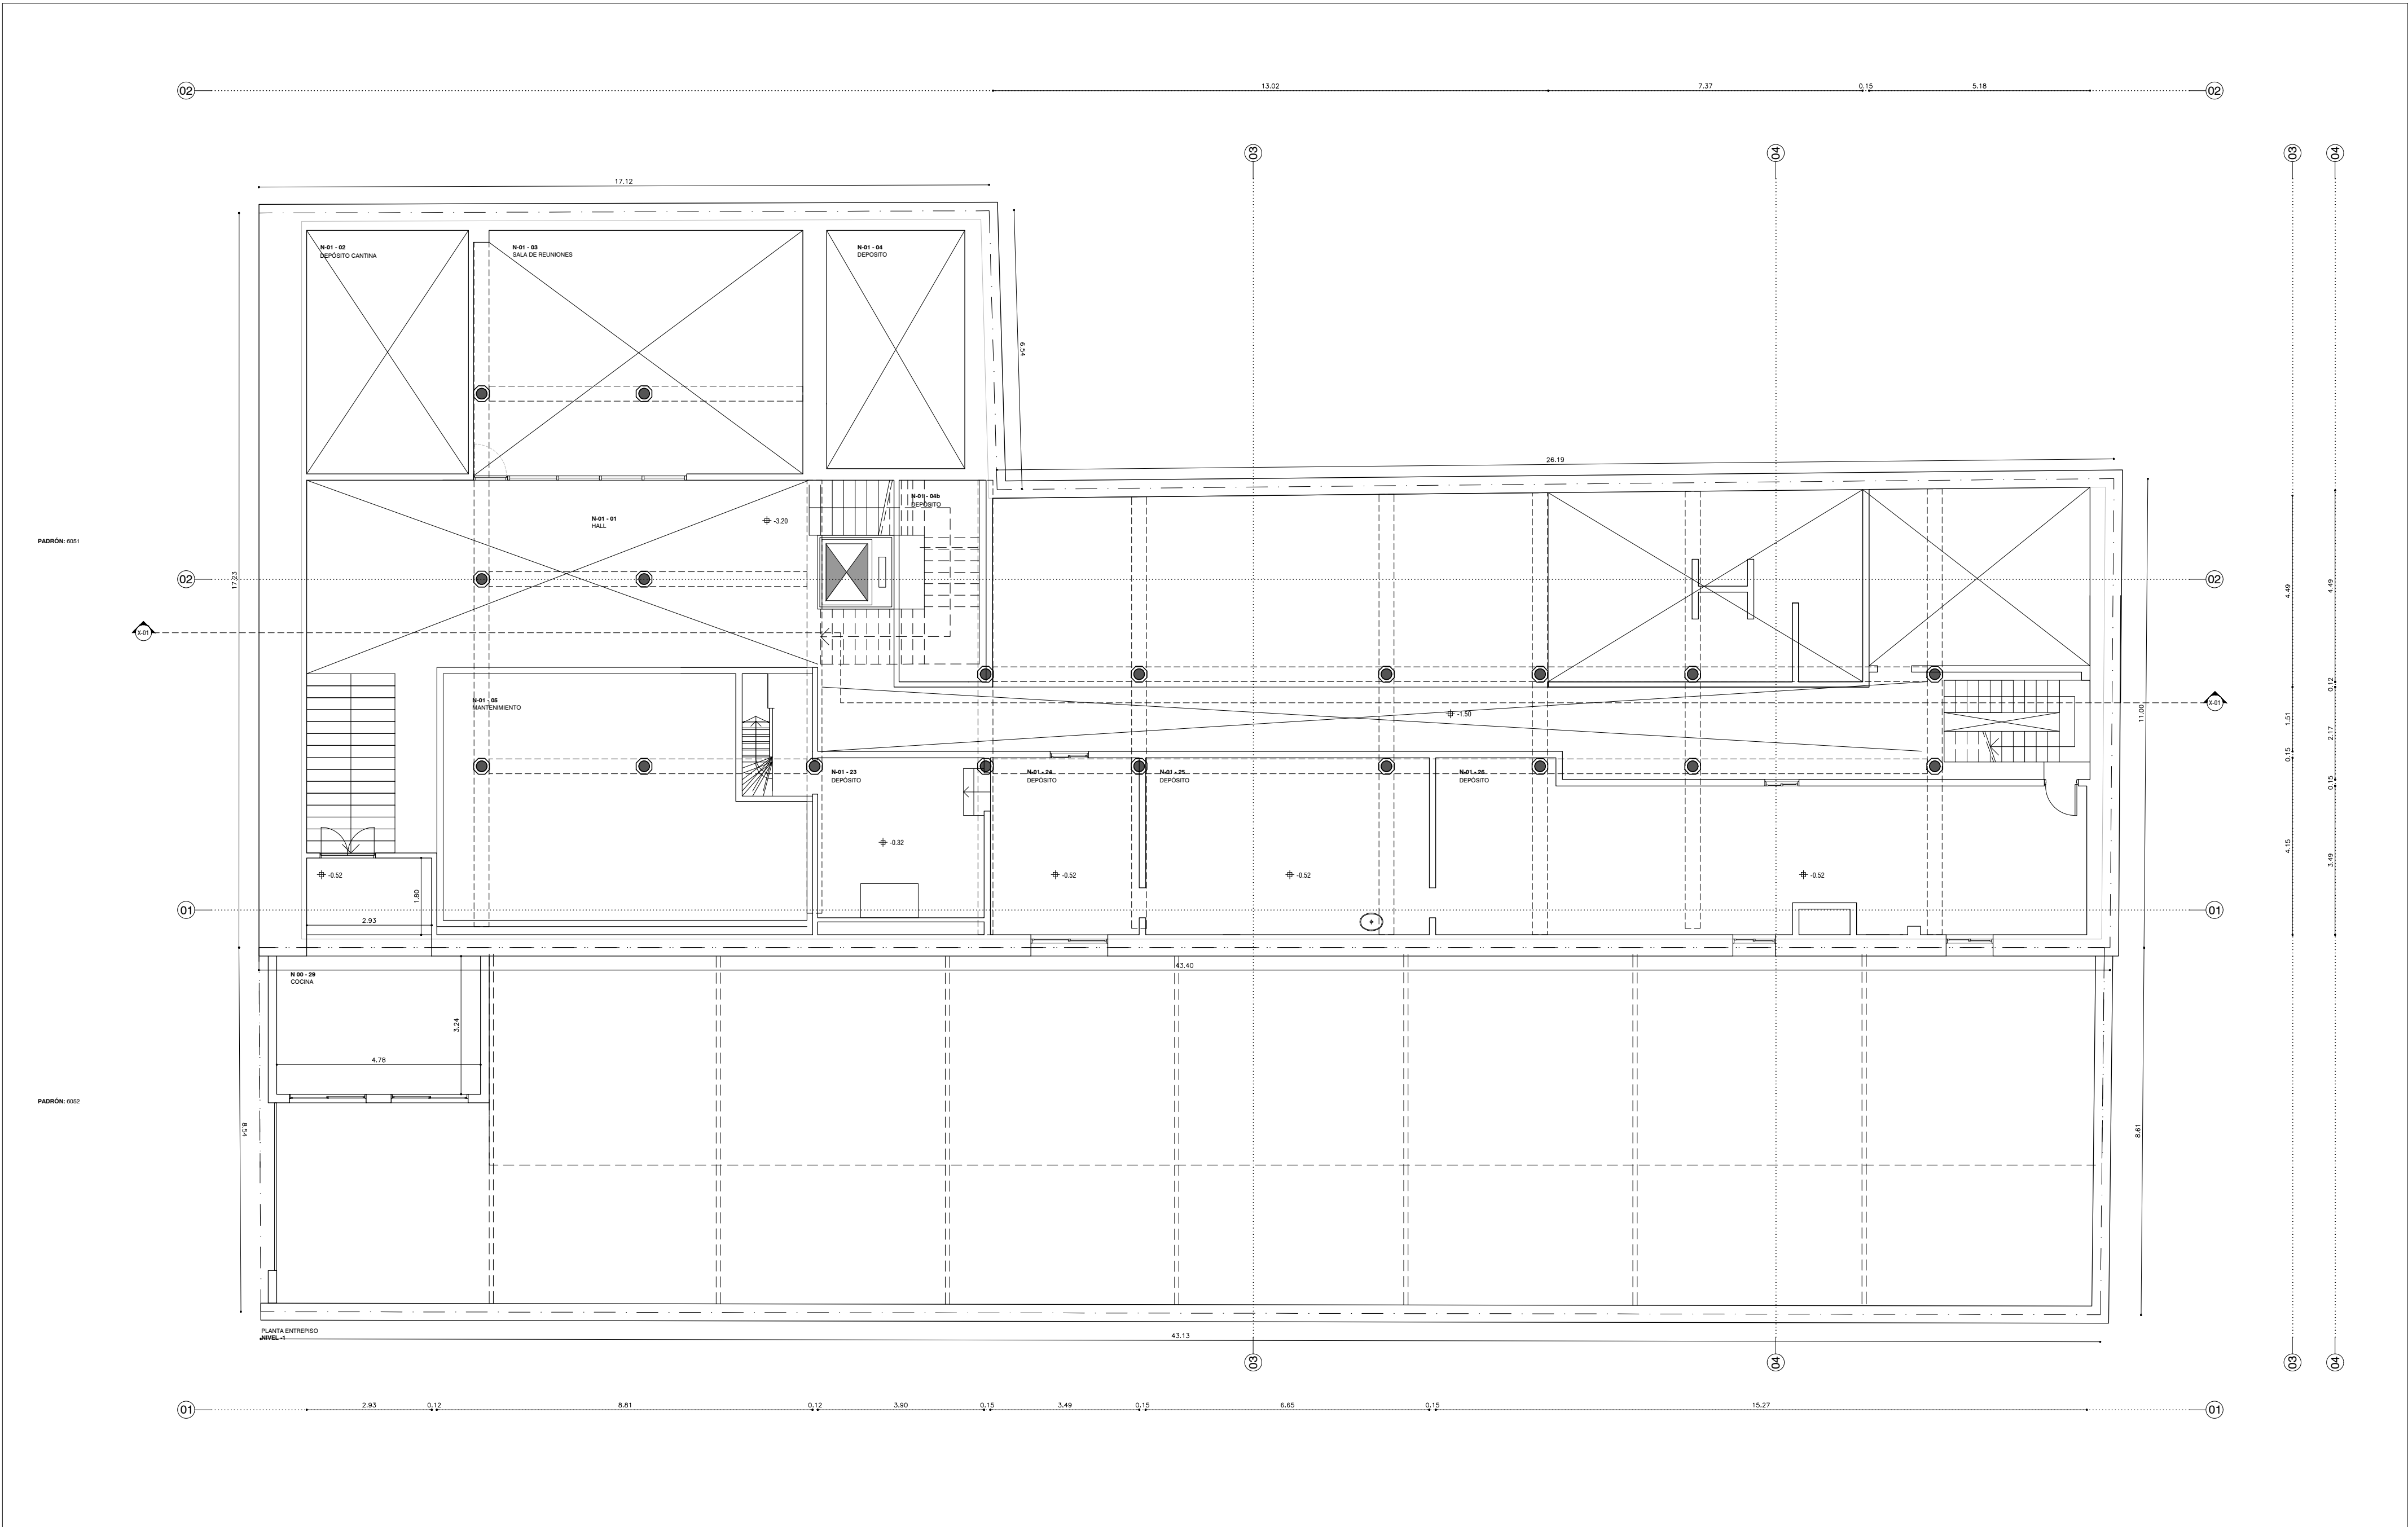 02
13.02
7.37
0.15
5.18
02
03
04
03
04
17.12
N-01 - 02
DEPÓSITO CANTINA
N-01 - 03
SALA DE REUNIONES
N-01 - 04
DEPOSITO
6.54
26.19
N-01 - 04b
DEPÓSITO
N-01 - 01
HALL
-3.20
PADRÓN: 6051
17.23
02
02
4.49
4.49
X-01
X-01
0.12
1.51
2.17
0.15
0.15
11.00
N-01 - 05
MANTENIMIENTO
-1.50
N-01 - 23
DEPÓSITO
N-01 - 24
DEPÓSITO
N-01 - 25
DEPÓSITO
N-01 - 26
DEPÓSITO
-0.32
4.15
3.49
-0.52
-0.52
-0.52
-0.52
1.80
2.93
01
01
43.40
N 00 - 29
COCINA
3.24
4.78
PADRÓN: 6052
8.54
8.61
PLANTA ENTREPISO
NIVEL -1
43.13
03
04
03
04
01
2.93
0.12
8.81
0.12
3.90
0.15
3.49
0.15
6.65
0.15
15.27
01